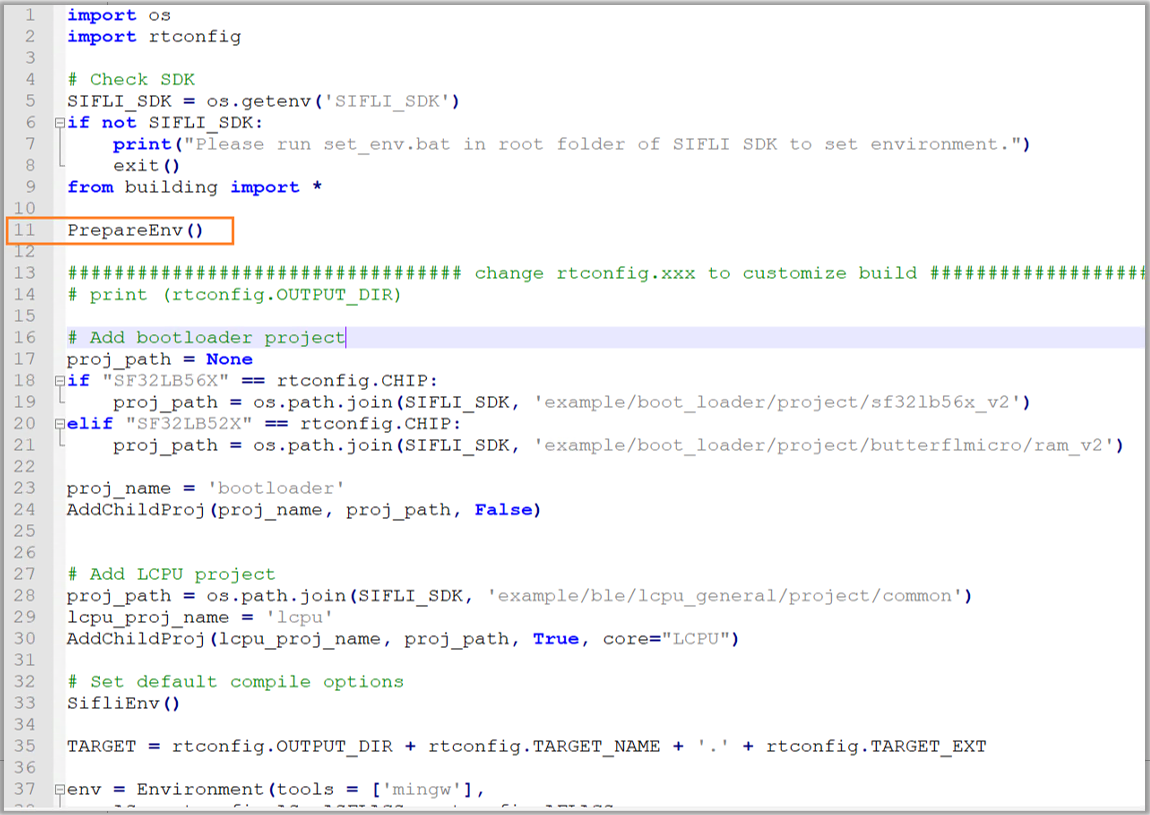 1 import os
2 import rtconfig
3
4 # Check SDK
5 SIFLI_SDK = os.getenv('SIFLI_SDK')
6 if not SIFLI_SDK:
7     print("Please run set_env.bat in root folder of SIFLI SDK to set environment.")
8     exit()
9 from building import *
10
11 PrepareEnv()
12
13 ################################## change rtconfig.xxx to customize build ###################
14 # print (rtconfig.OUTPUT_DIR)
15
16 # Add bootloader project
17 proj_path = None
18 if "SF32LB56X" == rtconfig.CHIP:
19     proj_path = os.path.join(SIFLI_SDK, 'example/boot_loader/project/sf32lb56x_v2')
20 elif "SF32LB52X" == rtconfig.CHIP:
21     proj_path = os.path.join(SIFLI_SDK, 'example/boot_loader/project/butterflmicro/ram_v2')
22
23 proj_name = 'bootloader'
24 AddChildProj(proj_name, proj_path, False)
25
26
27 # Add LCPU project
28 proj_path = os.path.join(SIFLI_SDK, 'example/ble/lcpu_general/project/common')
29 lcpu_proj_name = 'lcpu'
30 AddChildProj(lcpu_proj_name, proj_path, True, core="LCPU")
31
32 # Set default compile options
33 SifliEnv()
34
35 TARGET = rtconfig.OUTPUT_DIR + rtconfig.TARGET_NAME + '.' + rtconfig.TARGET_EXT
36
37 env = Environment(tools = ['mingw'],